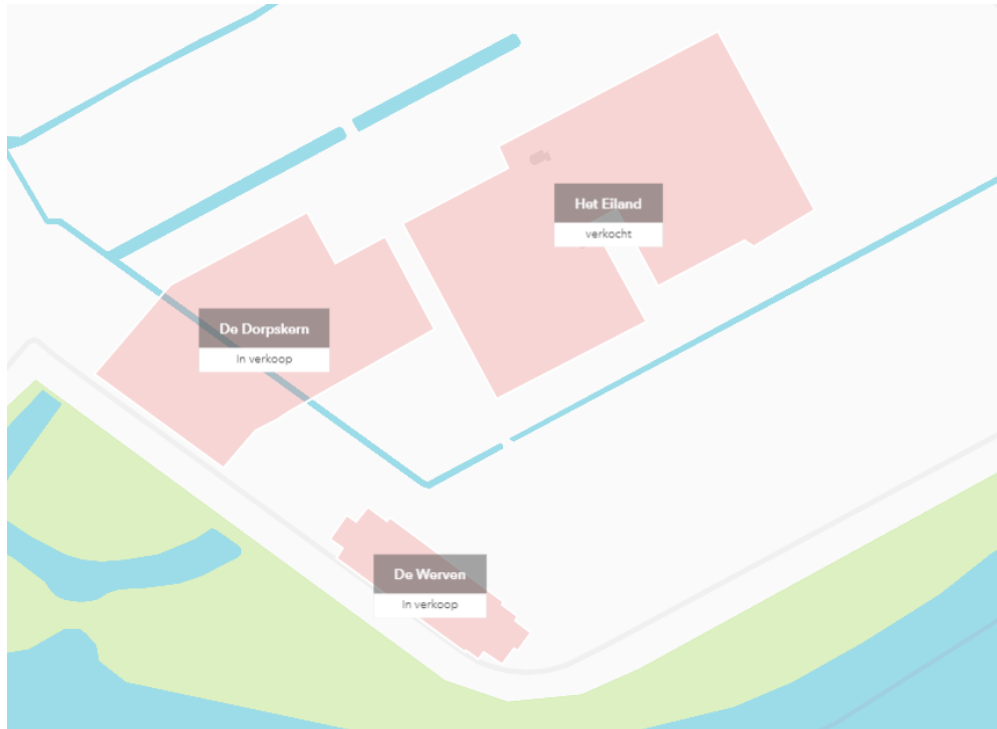 Het Eiland
verkocht
De Dorpskern
In verkoop
De Werven
In verkoop